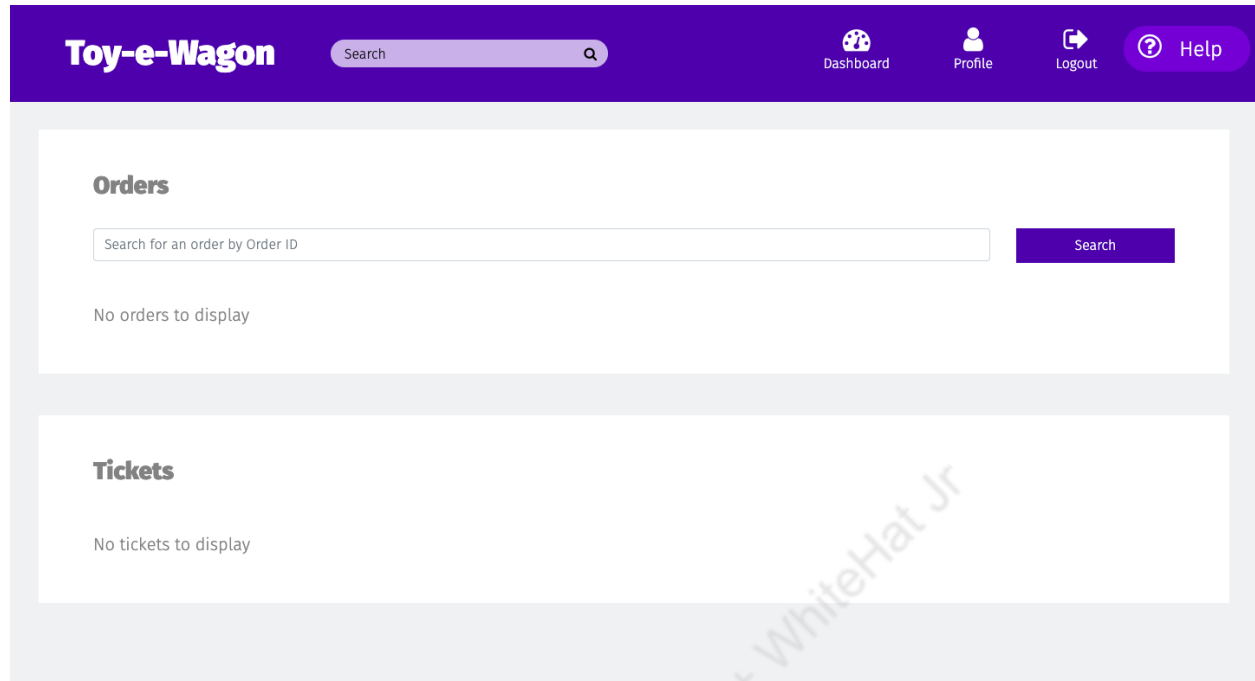 Toy-e-Wagon
Search
Dashboard
Profile
Logout
Help
Orders
Search for an order by Order ID
Search
No orders to display
Tickets
No tickets to display
WhiteHat Jr